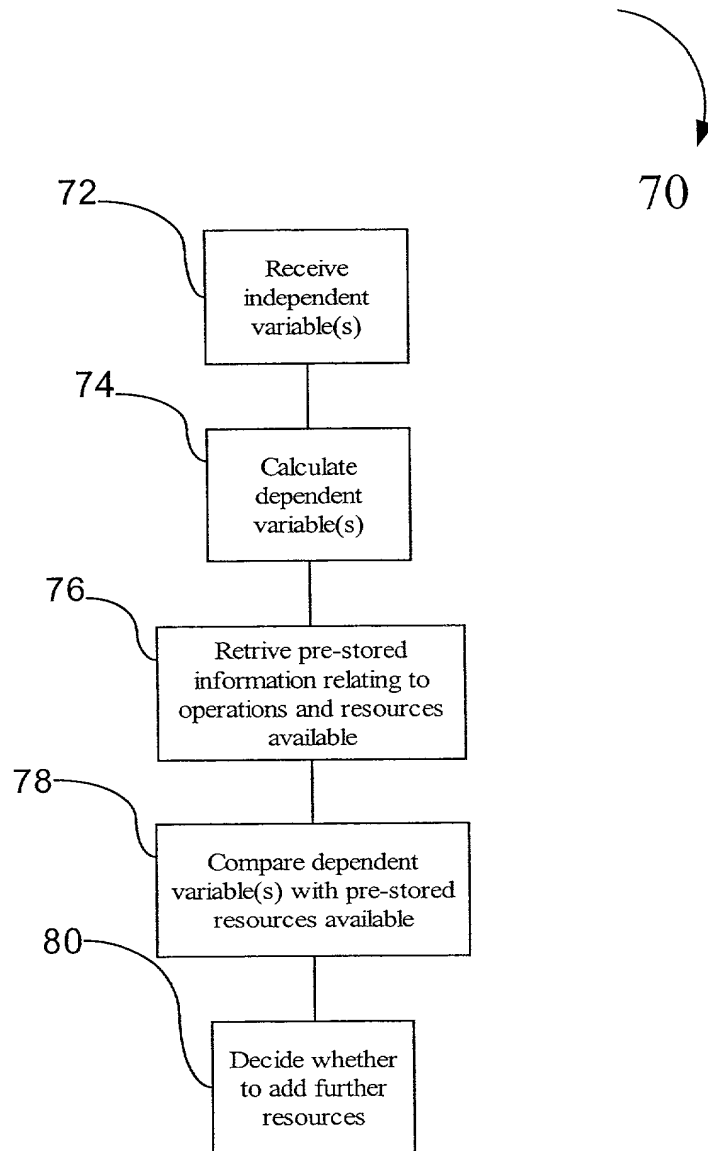 70
72
Receive
independent
variable(s)
74
Calculate
dependent
variable(s)
76
Retrive pre-stored
information relating to
operations and resources
available
78
Compare dependent
variable(s) with pre-stored
resources available
80
Decide whether
to add further
resources